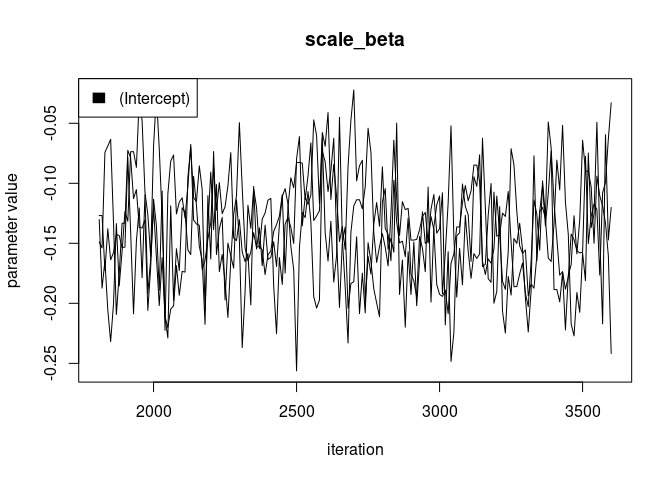 scale_beta
(Intercept)
-0.05
-0.10
-0.15
-0.20
-0.25
parameter value
2000 2500 3000 3500
iteration